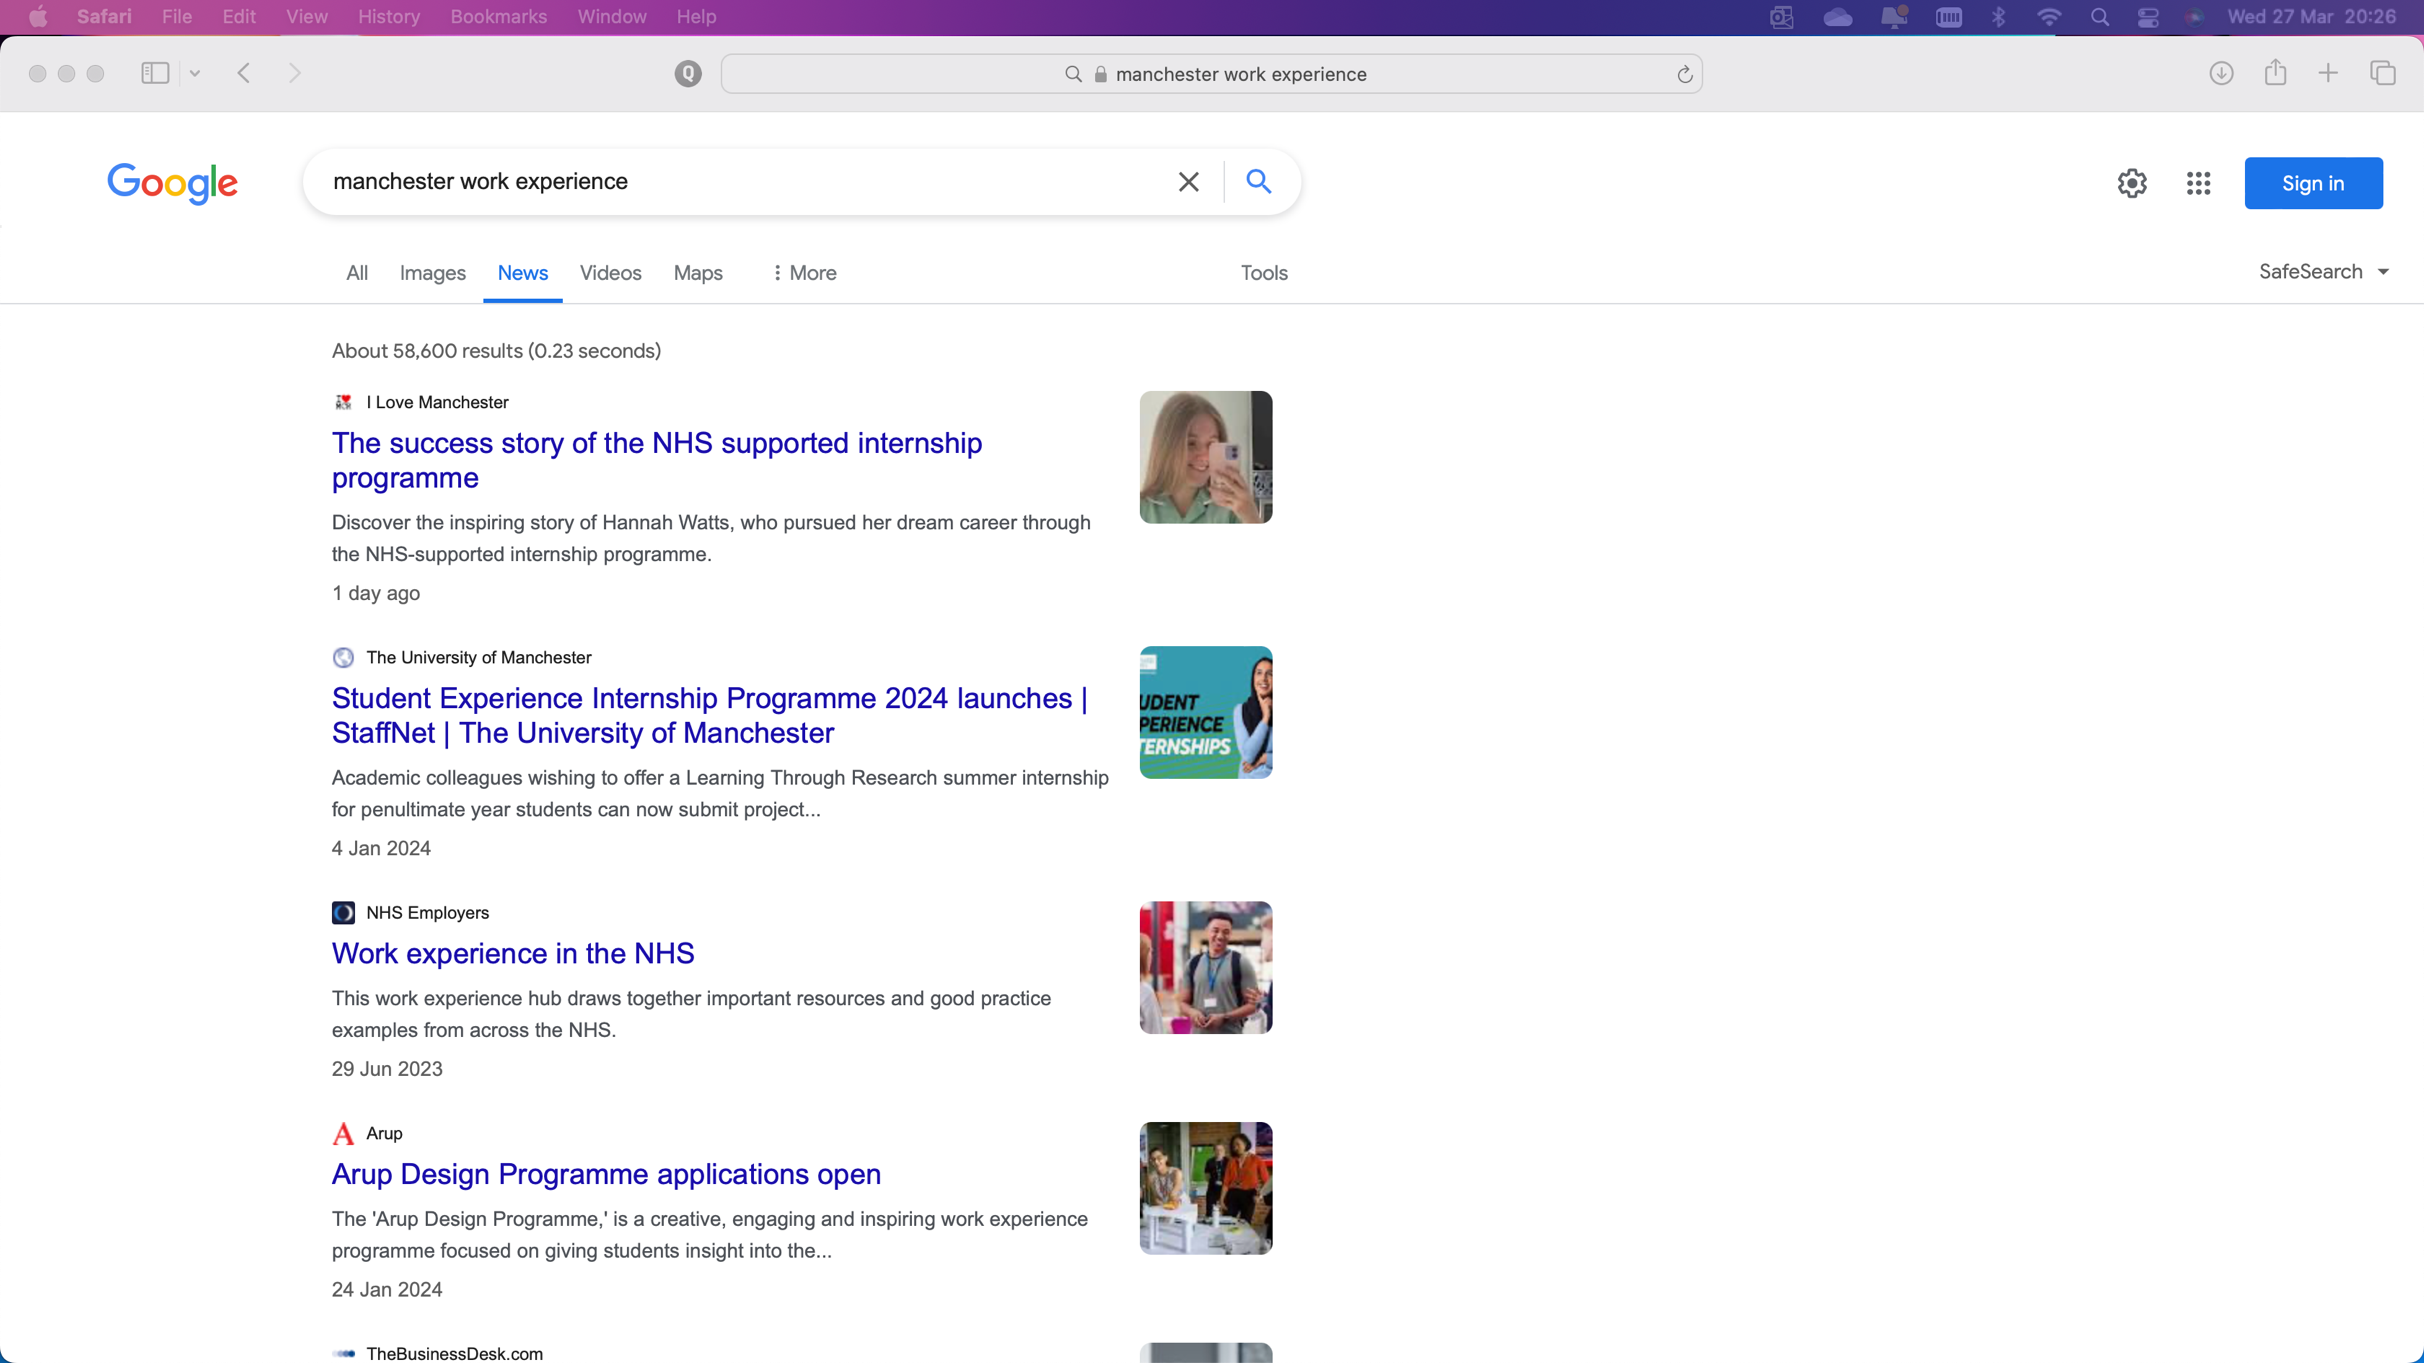 Safari File Edit View History Bookmarks Window Help Wed 27 Mar 20:26
Q manchester work experience
Google manchester work experience Sign in
All Images News Videos Maps More Tools SafeSearch
About 58,600 results (0.23 seconds)
I Love Manchester
The success story of the NHS supported internship
programme
Discover the inspiring story of Hannah Watts, who pursued her dream career through
the NHS-supported internship programme.
1 day ago
The University of Manchester
Student Experience Internship Programme 2024 launches |
StaffNet | The University of Manchester
Academic colleagues wishing to offer a Learning Through Research summer internship
for penultimate year students can now submit project...
4 Jan 2024
UDENT
PERIENCE
TERNSHIPS
NHS Employers
Work experience in the NHS
This work experience hub draws together important resources and good practice
examples from across the NHS.
29 Jun 2023
A Arup
Arup Design Programme applications open
The 'Arup Design Programme,' is a creative, engaging and inspiring work experience
programme focused on giving students insight into the...
24 Jan 2024
TheBusinessDesk.com